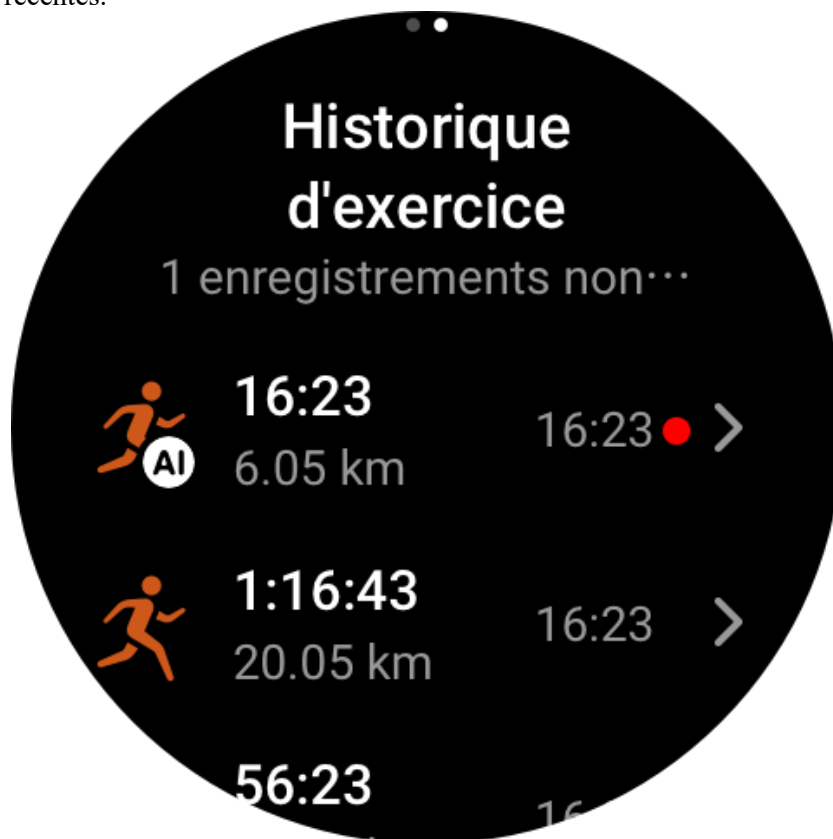 Historique
d'exercice
1 enregistrements non···
16:23
16:23
AI
6.05 km
1:16:43
16:23
20.05 km
56:23